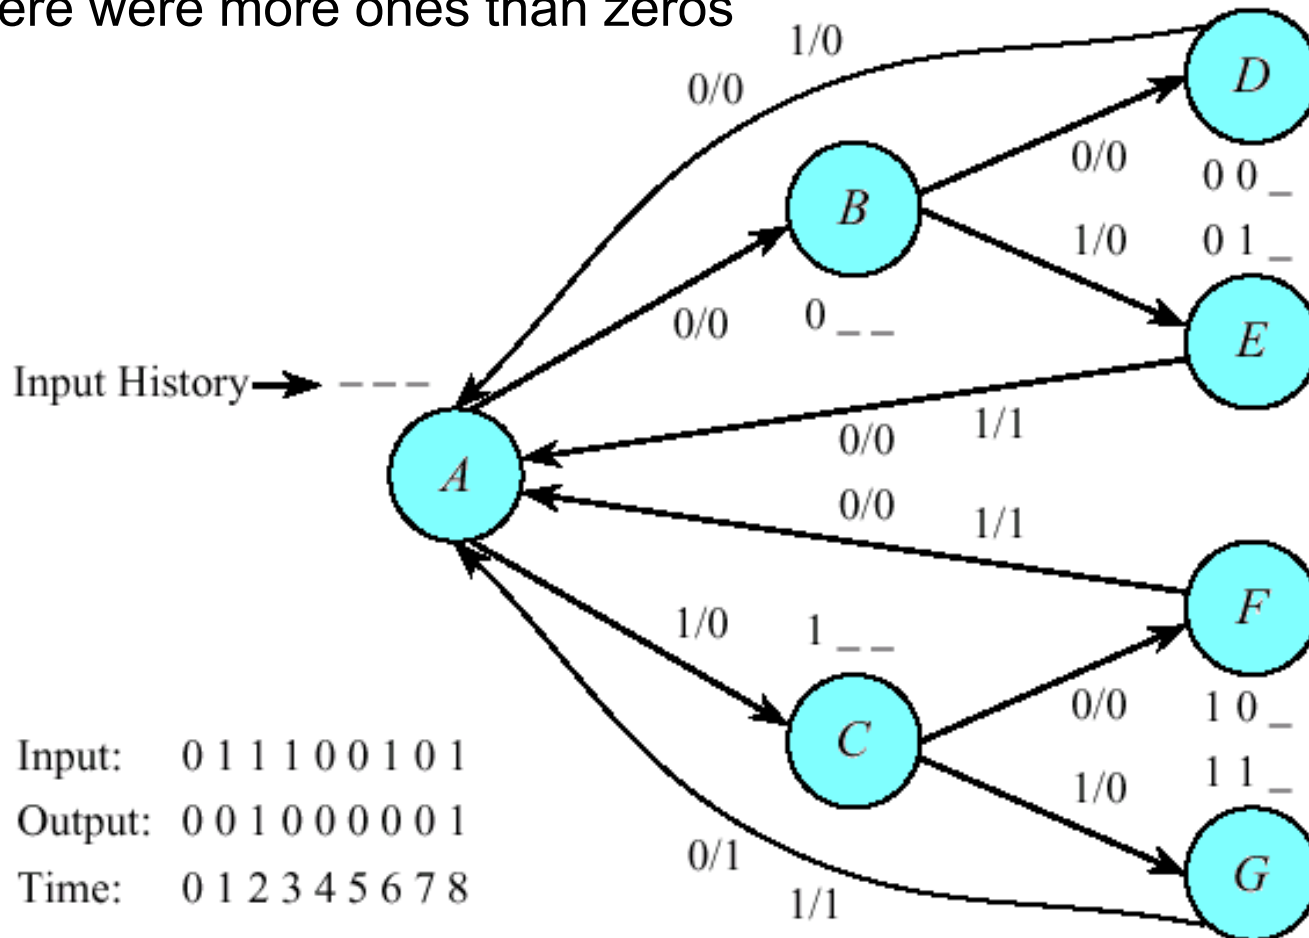 ere were more ones than zeros
1/0
0/0
D
0/0
0 0 _
B
1/0
0 1 _
0/0
0 _ _
E
Input History
_ _ _
1/1
0/0
A
0/0
1/1
F
1/0
1 _ _
0/0
1 0 _
C
1/0
1 1 _
Input: 0 1 1 1 0 0 1 0 1
Output: 0 0 1 0 0 0 0 0 1
0/1
G
Time: 0 1 2 3 4 5 6 7 8
1/1